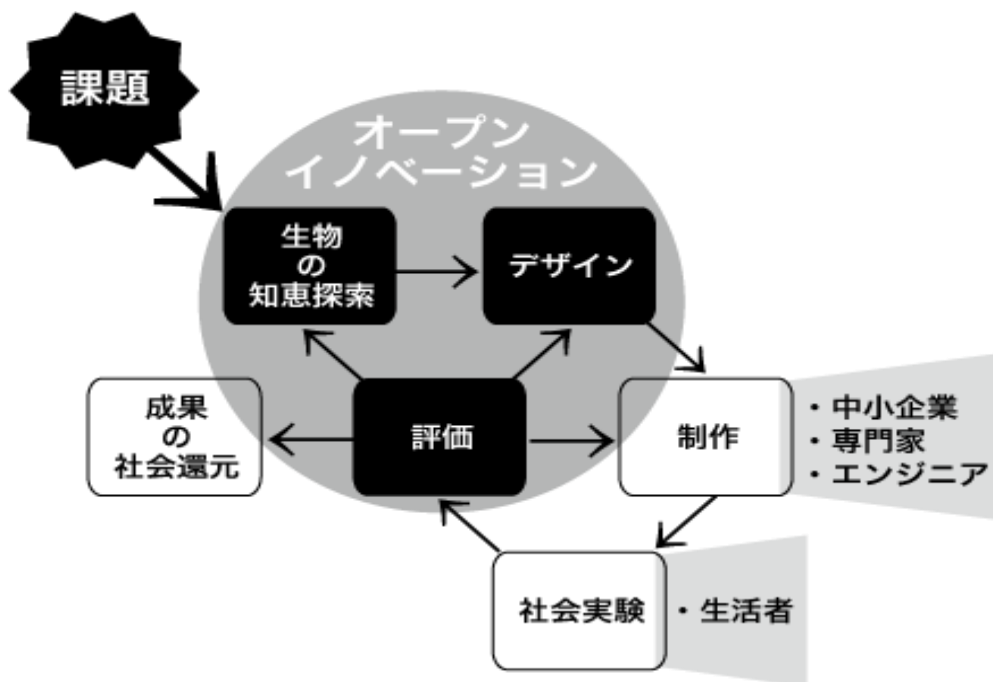 課題
オープン
イノベーション
生物
の
知恵探索
デザイン
成果
の
社会還元
評価
制作
・中小企業
・専門家
・エンジニア
社会実験
・生活者